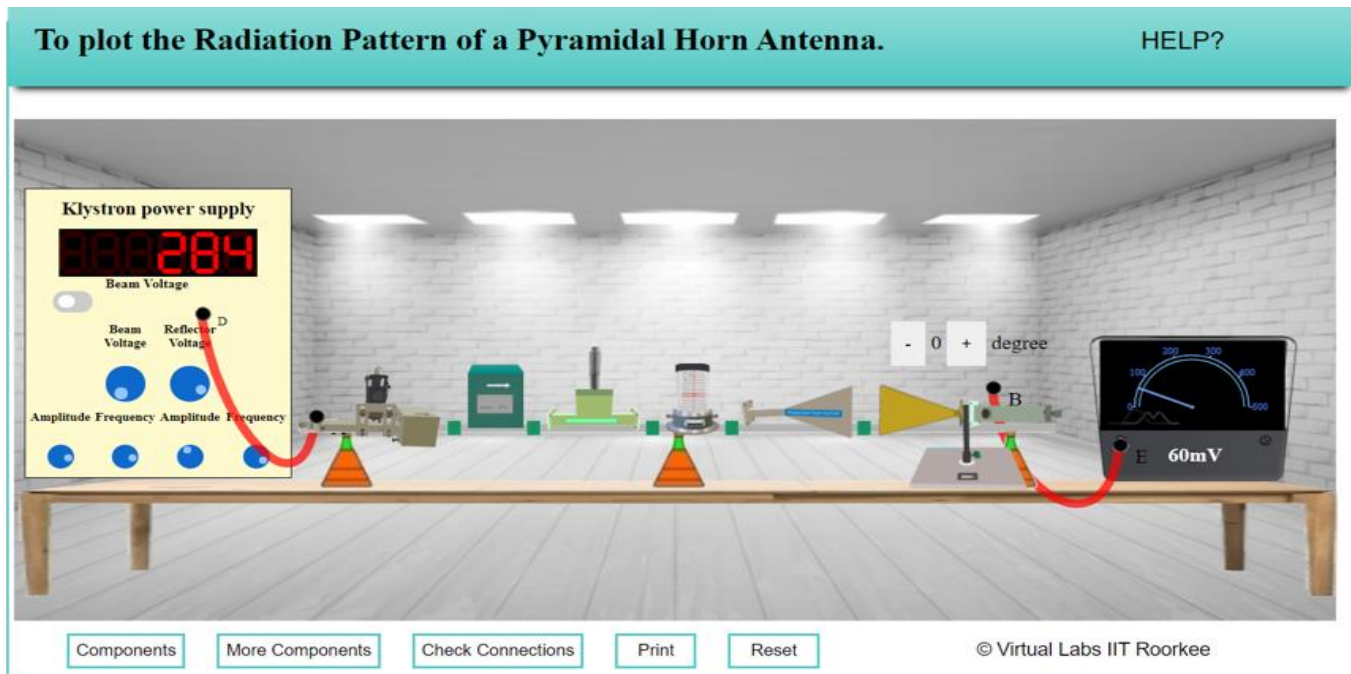 To plot the Radiation Pattern of a Pyramidal Horn Antenna.
HELP?
Klystron power supply
284
Beam Voltage
D
Beam Voltage
Reflector Voltage
Amplitude Frequency Amplitude Frequency
- 0 + degree
B
0 100 200 300 600 500
E 60mV
Components
More Components
Check Connections
Print
Reset
© Virtual Labs IIT Roorkee